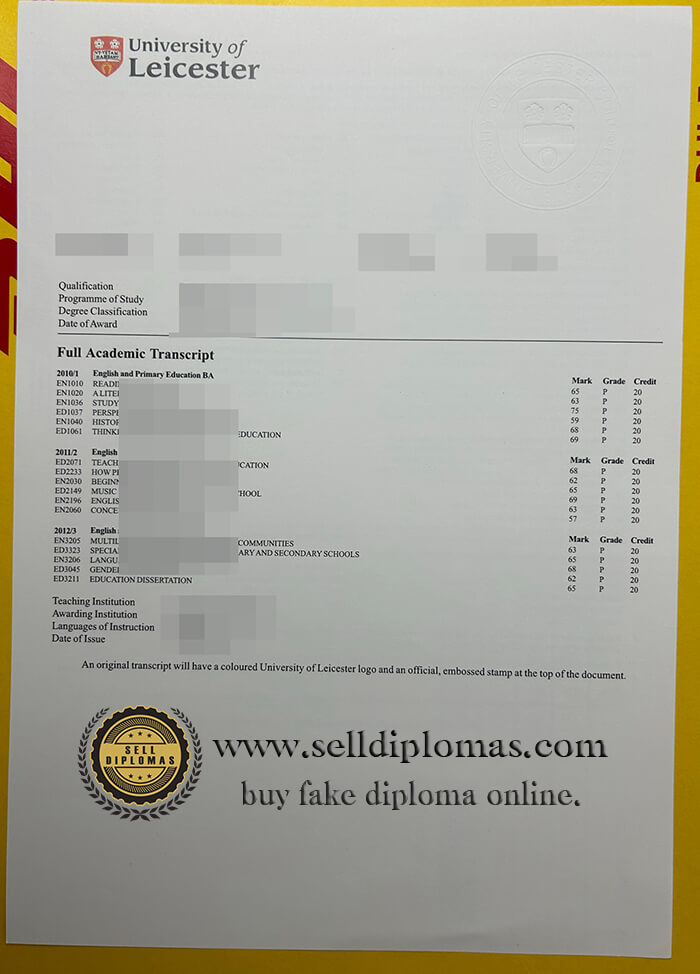 University of
Leicester
Qualification
Programme of Study
Degree Classification
Date of Award
Full Academic Transcript
2010/1 English and Primary Education BA Mark Grade Credit
EN1010 READI 65 P 20
EN1020 A LITE 63 P 20
EN1036 STUDY 75 P 20
ED1037 PERSPE 59 P 20
EN1040 HISTOR 68 P 20
ED1061 THINKI EDUCATION 69 P 20
2011/2 English Mark Grade Credit
ED2071 TEACH CATION 68 P 20
ED2233 HOW P 62 P 20
EN2030 BEGINN 65 P 20
ED2149 MUSIC HOOL 69 P 20
EN2196 ENGLIS 63 P 20
EN2060 CONCE 57 P 20
2012/3 English Mark Grade Credit
EN3205 MULTIL COMMUNITIES 63 P 20
ED3323 SPECIA ARY AND SECONDARY SCHOOLS 65 P 20
EN3206 LANGU 68 P 20
ED3045 GENDE 62 P 20
ED3211 EDUCATION DISSERTATION 65 P 20
Teaching Institution
Awarding Institution
Languages of Instruction
Date of Issue
An original transcript will have a coloured University of Leicester logo and an official, embossed stamp at the top of the document.
SELL
DIPLOMAS
www.selldiplomas.com
buy fake diploma online.